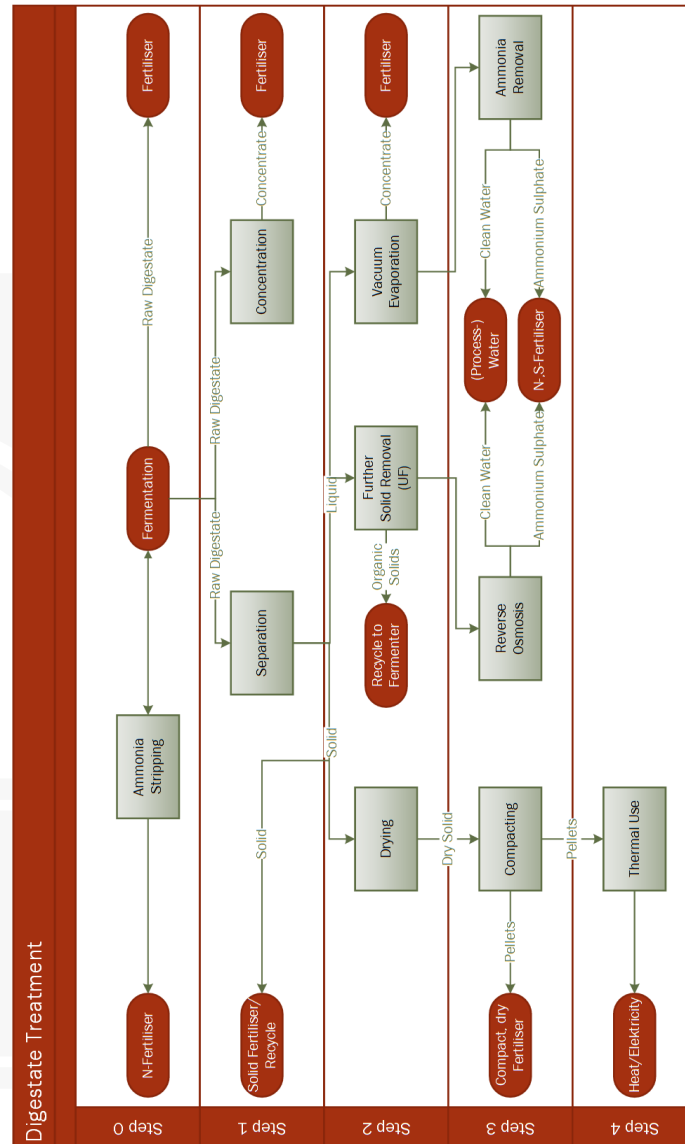 Digestate Treatment
Step 0
N-Fertiliser
Ammonia
Stripping
Fermentation
Raw Digestate
Fertiliser
Step 1
Solid Fertiliser/
Recycle
Solid
Solid
Raw Digestate
Separation
Raw Digestate
Concentration
Concentrate
Fertiliser
Step 2
Drying
Recycle to
Fermenter
Organic
Solids
Liquid
Further
Solid Removal
(UF)
Vacuum
Evaporation
Concentrate
Fertiliser
Step 3
Compact, dry
Fertiliser
Pellets
Dry Solid
Compacting
Reverse
Osmosis
Clean Water
Ammonium Sulphate
(Process-)
Water
N-,S-Fertiliser
Clean Water
Ammonium Sulphate
Ammonia
Removal
Step 4
Heat/Elektricity
Pellets
Thermal Use